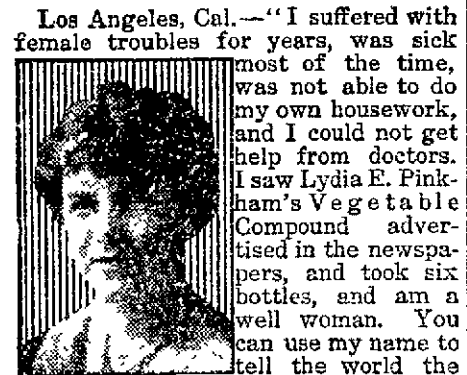 Los Angeles, Cal.—"I suffered with
female troubles for years, was sick
most of the time,
was not able to do
my own housework,
and I could not get
help from doctors.
I saw Lydia E. Pink-
ham's Vegetable
Compound adver-
tised in the newspa-
pers, and took six
bottles, and am a
well woman. You
can use my name to
tell the world the